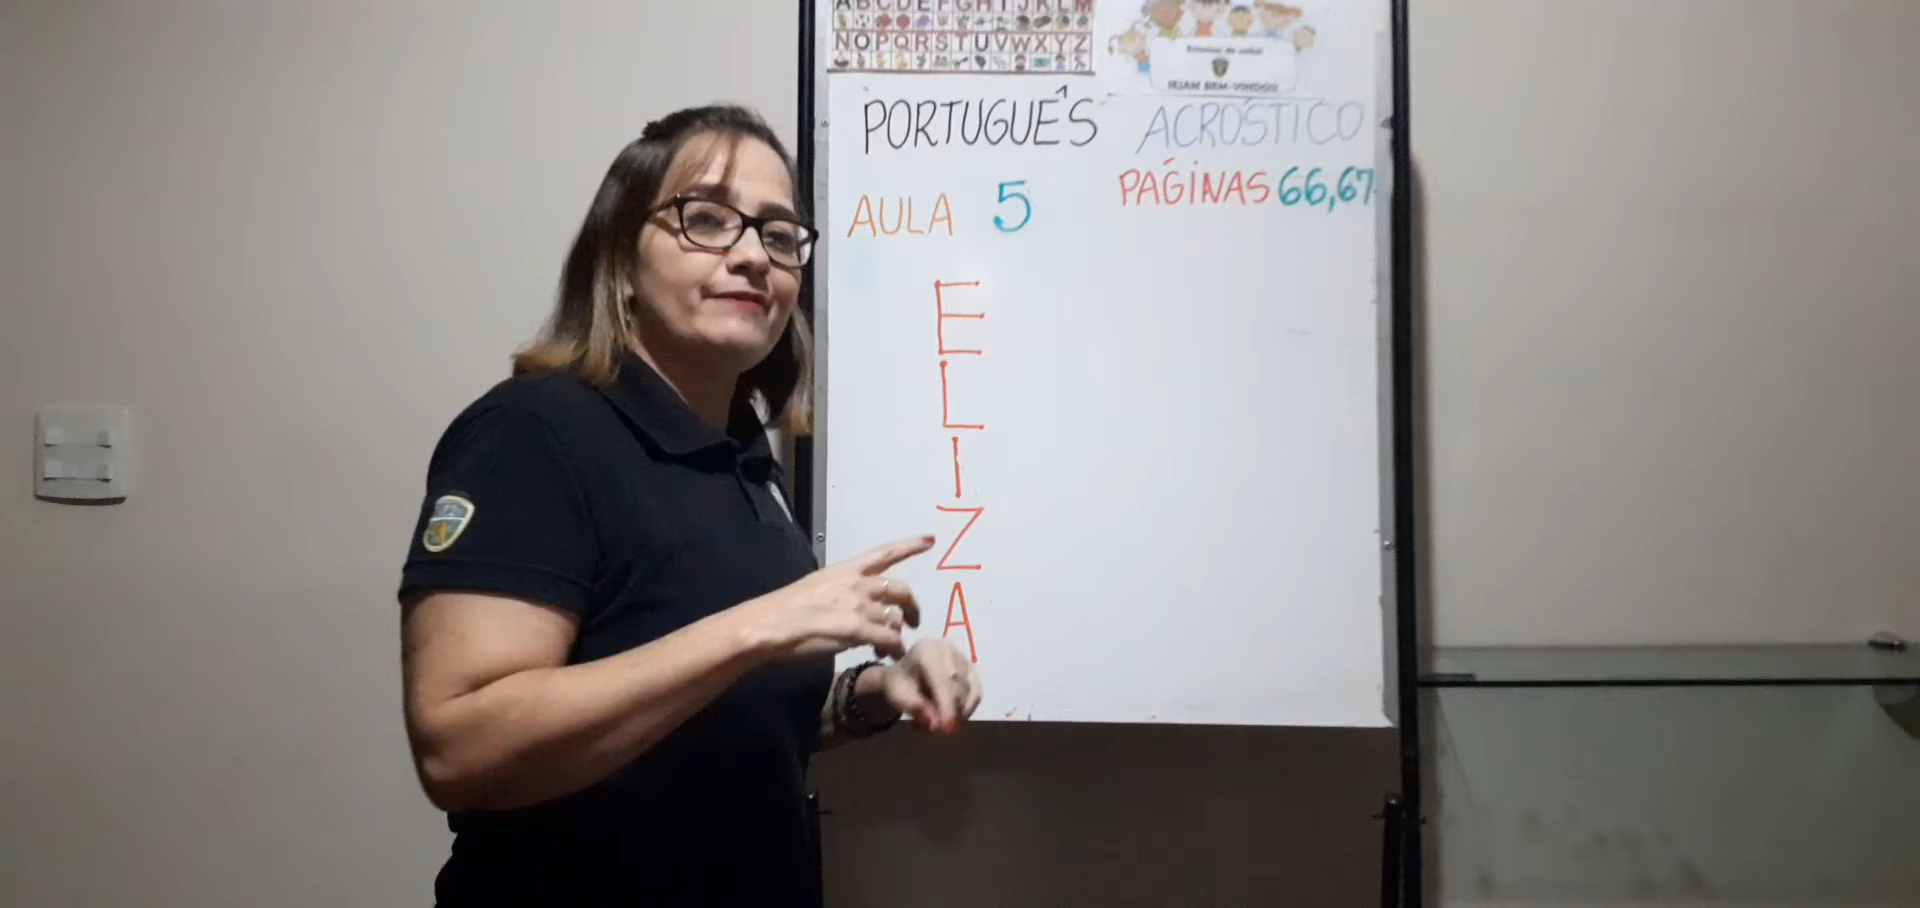 ABCDEFGHIJKLM
NOPQRSTUVWXYZ
SEJAM BEM-VINDOS
PORTUGUÊS ACRÓSTICO
AULA 5 PÁGINAS 66,67
E
L
I
Z
A